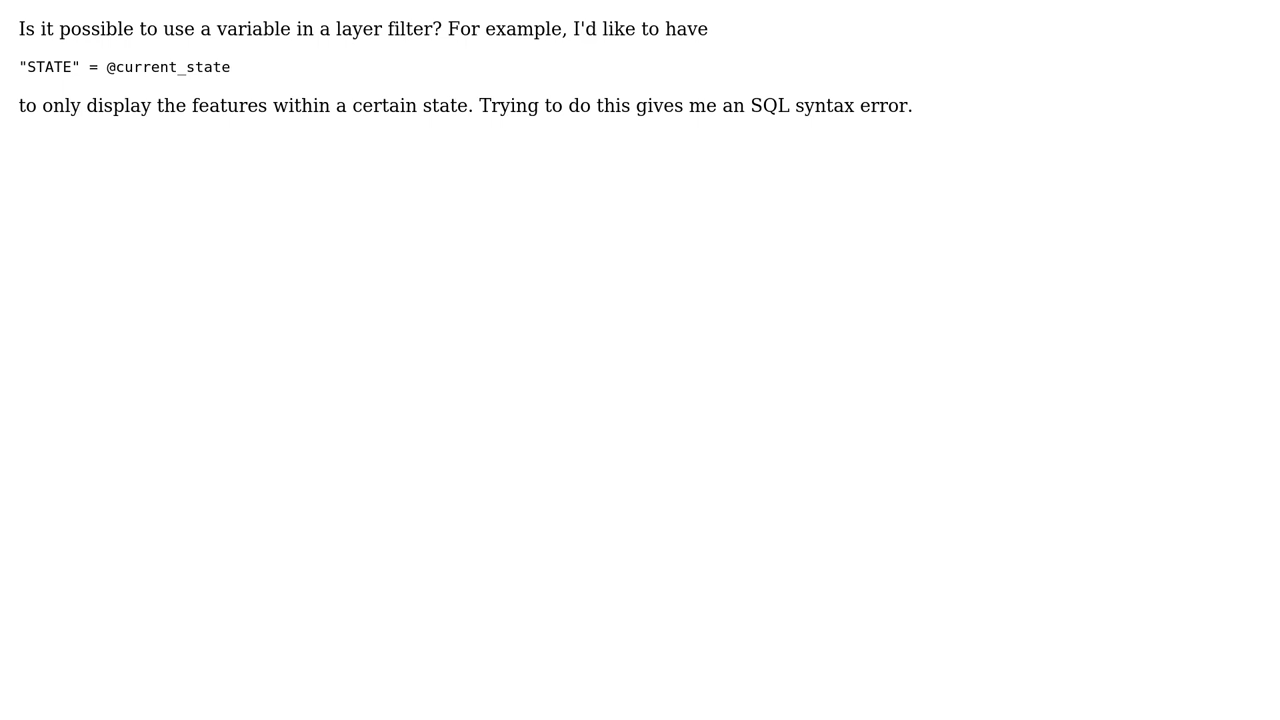 Is it possible to use a variable in a layer filter? For example, I'd like to have
"STATE" = @current_state
to only display the features within a certain state. Trying to do this gives me an SQL syntax error.